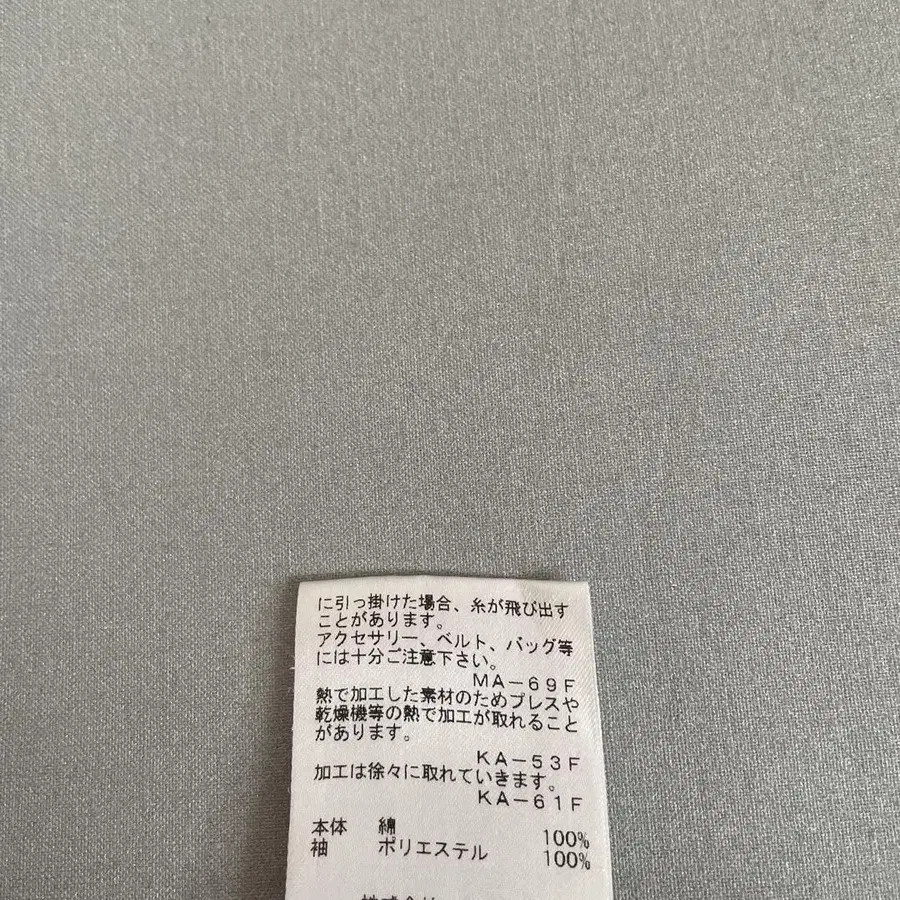 に引っ掛けた場合、糸が飛び出す
ことがあります。
アクセサリー、ベルト、バッグ等
には十分ご注意下さい。
MA－69F
熱で加工した素材のためプレスや
乾燥機等の熱で加工が取れること
があります。
KA－53F
加工は徐々に取れていきます。
KA－61F
本体 綿 100%
袖 ポリエステル 100%